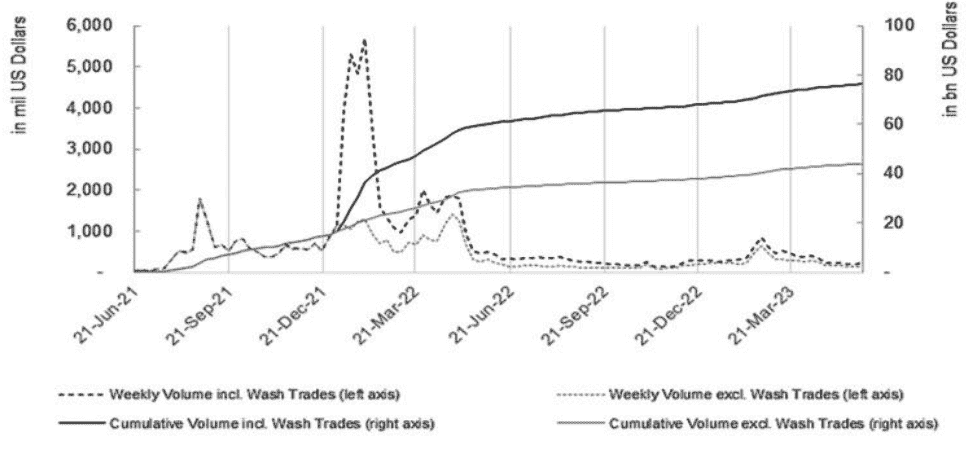 in mil US Dollars
6,000
5,000
4,000
3,000
2,000
1,000
-
in bn US Dollars
100
80
60
40
20
-
21-Jun-21
21-Sep-21
21-Dec-21
21-Mar-22
21-Jun-22
21-Sep-22
21-Dec-22
21-Mar-23
Weekly Volume incl. Wash Trades (left axis)
Weekly Volume excl. Wash Trades (left axis)
Cumulative Volume incl. Wash Trades (right axis)
Cumulative Volume excl. Wash Trades (right axis)